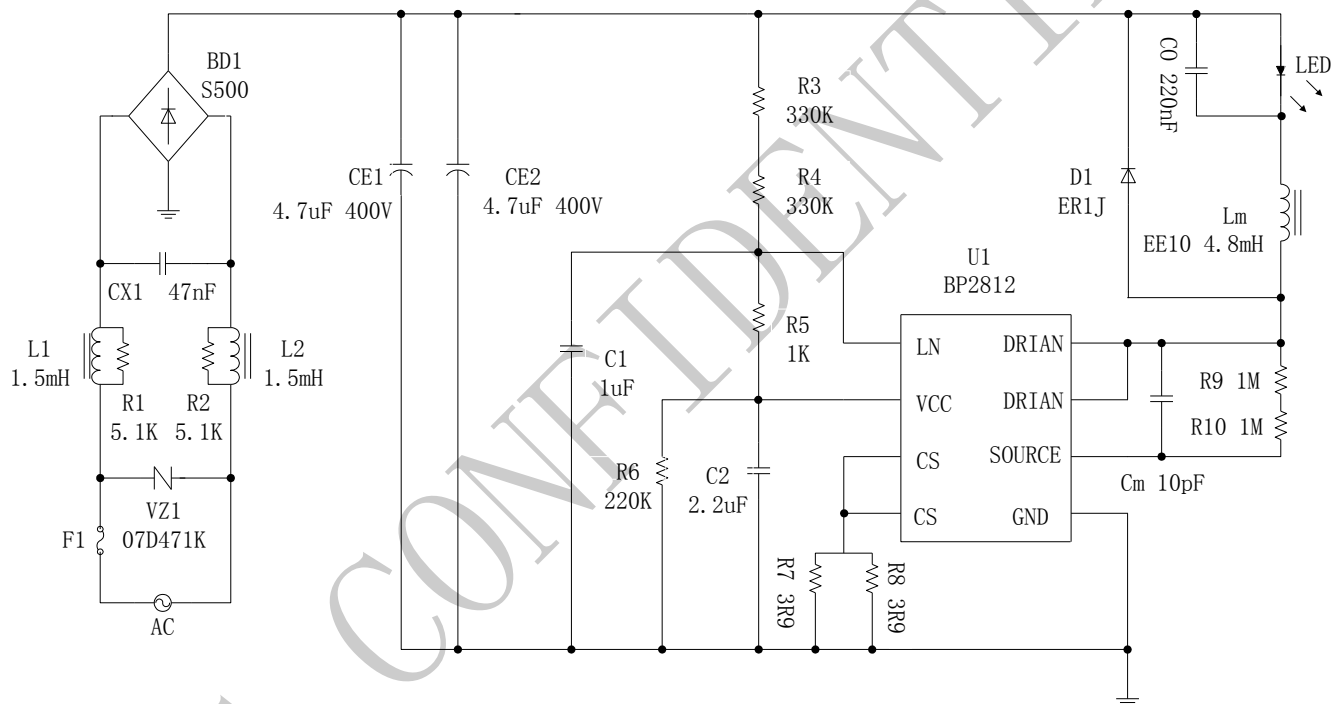 BD1
S500
CE1
4.7uF 400V
CE2
4.7uF 400V
R3
330K
R4
330K
D1
ER1J
CO 220nF
LED
Lm
EE10 4.8mH
CX1 47nF
L1
1.5mH
L2
1.5mH
R1
5.1K
R2
5.1K
VZ1
07D471K
F1
AC
C1
1uF
R5
1K
R6
220K
C2
2.2uF
U1
BP2812
LN
VCC
CS
CS
DRIAN
DRIAN
SOURCE
GND
R7 3R9
R8 3R9
R9 1M
R10 1M
Cm 10pF
CONFIDENTI